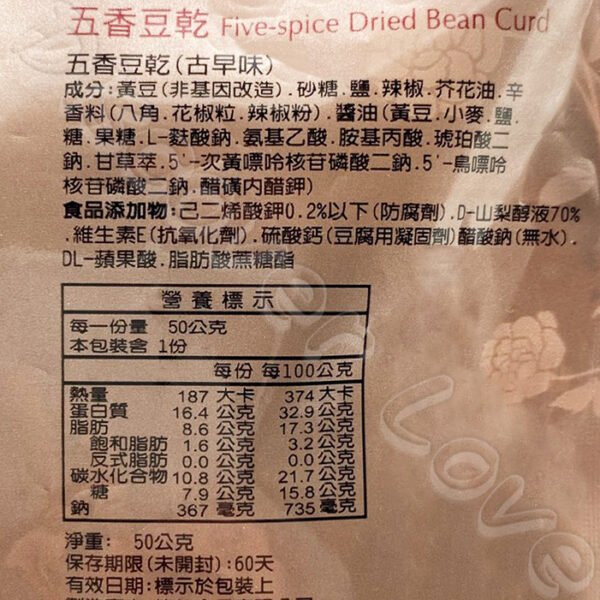 五香豆乾 Five-spice Dried Bean Curd
五香豆乾(古早味)
成分:黃豆(非基因改造).砂糖.鹽.辣椒.芥花油.辛
香料(八角.花椒粒.辣椒粉).醬油(黃豆.小麥.鹽.
糖.果糖.L-麩酸鈉.氨基乙酸.胺基丙酸.琥珀酸二
鈉.甘草萃.5'-次黃嘌呤核苷磷酸二鈉.5'-鳥嘌呤
核苷磷酸二鈉.醋磺内醋鉀)
食品添加物:己二烯酸鉀0.2%以下(防腐劑).D-山梨醇液70%
.維生素E(抗氧化劑).硫酸鈣(豆腐用凝固劑)醋酸鈉(無水).
DL-蘋果酸.脂肪酸蔗糖酯
營養標示
每一份量 50公克
本包裝含 1份
每份 每100公克
熱量 187 大卡 374 大卡
蛋白質 16.4 公克 32.9 公克
脂肪 8.6 公克 17.3 公克
飽和脂肪 1.6 公克 3.2 公克
反式脂肪 0.0 公克 0.0 公克
碳水化合物 10.8 公克 21.7 公克
糖 7.9 公克 15.8 公克
鈉 367 毫克 735 毫克
淨重: 50公克
保存期限(未開封):60天
有效日期:標示於包裝上
Love